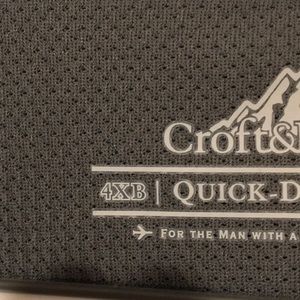 Croft&
4XB | QUICK-D
FOR THE MAN WITH A